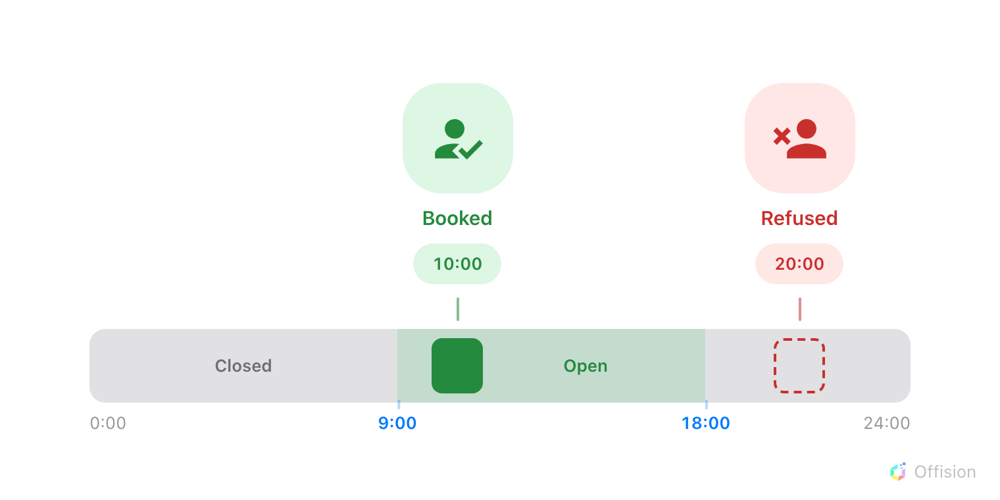 Booked
Refused
10:00
20:00
Closed
Open
0:00
9:00
18:00
24:00
Offision